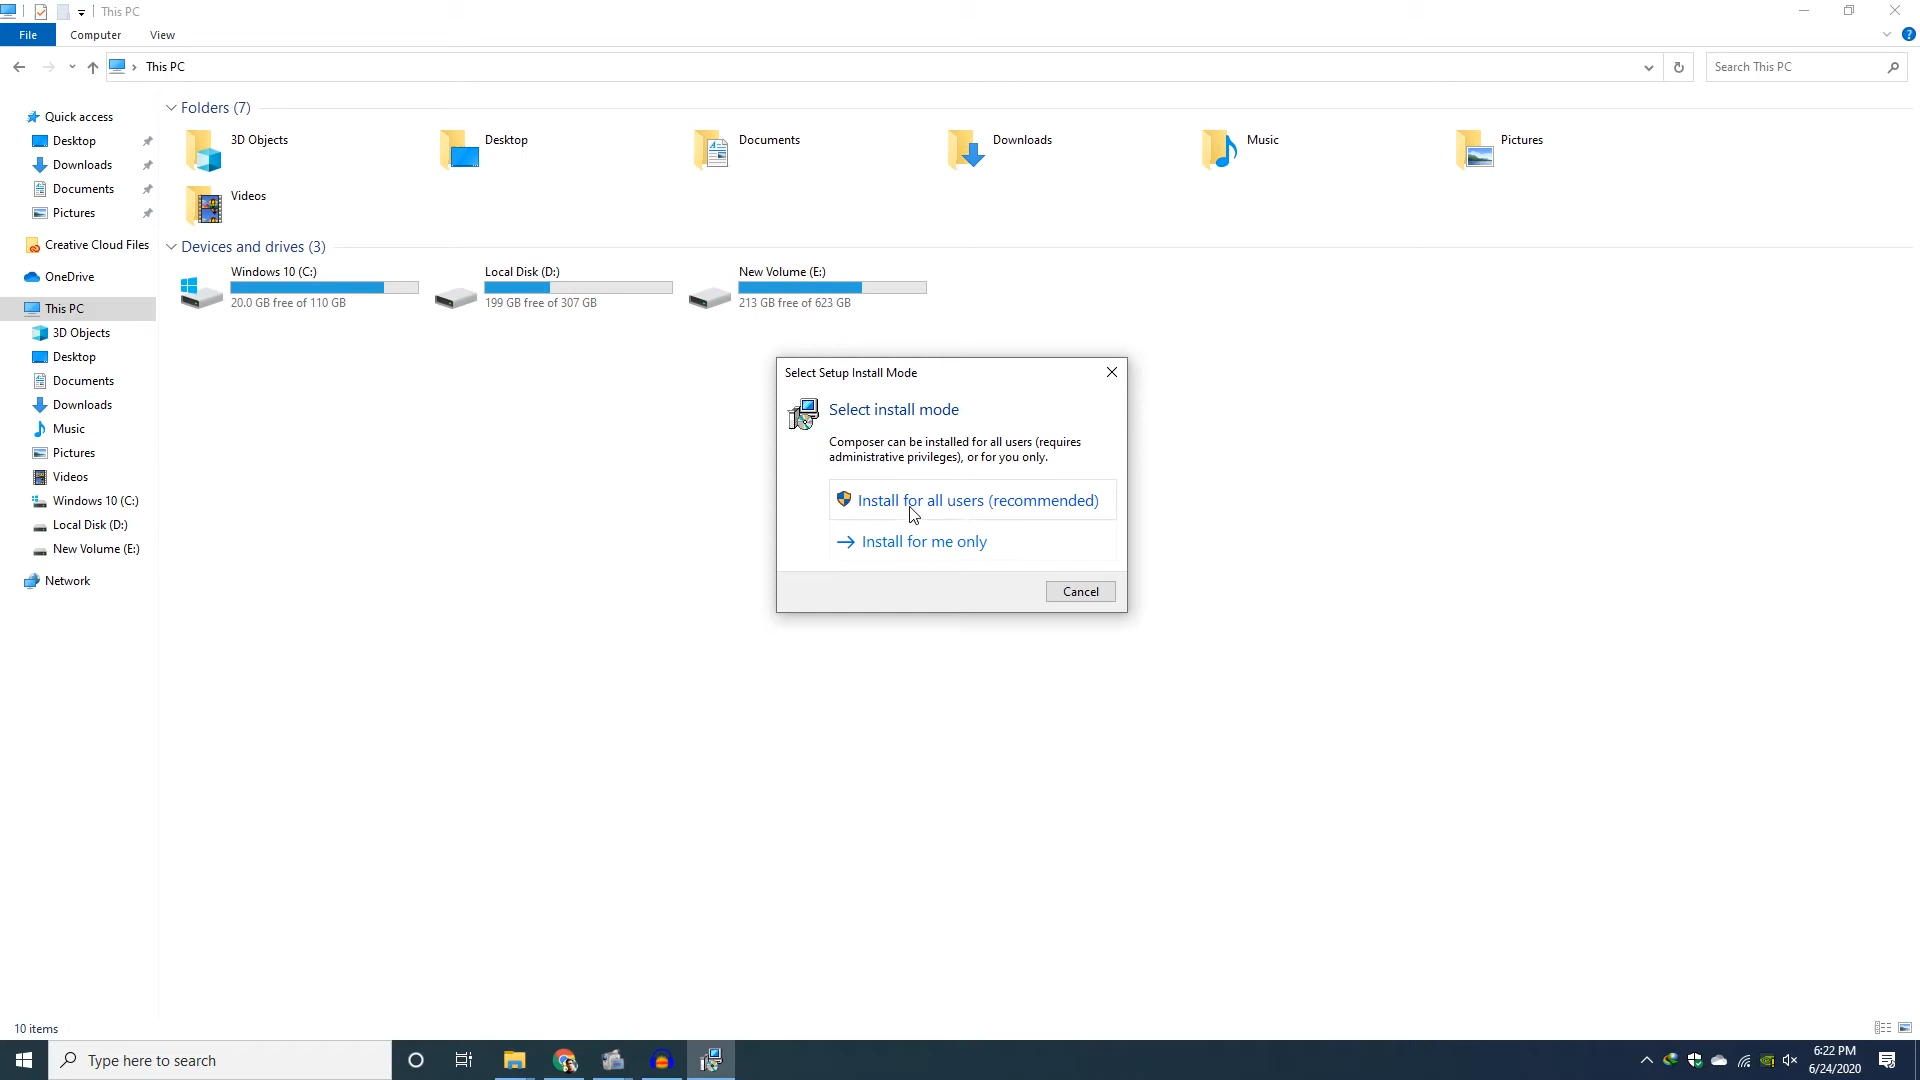 This PC
File
Computer
View
This PC
Search This PC
Quick access
Desktop
Downloads
Documents
Pictures
Creative Cloud Files
OneDrive
This PC
3D Objects
Desktop
Documents
Downloads
Music
Pictures
Videos
Windows 10 (C:)
Local Disk (D:)
New Volume (E:)
Network
Folders (7)
3D Objects
Desktop
Documents
Downloads
Music
Pictures
Videos
Devices and drives (3)
Windows 10 (C:)
20.0 GB free of 110 GB
Local Disk (D:)
199 GB free of 307 GB
New Volume (E:)
213 GB free of 623 GB
Select Setup Install Mode
Select install mode
Composer can be installed for all users (requires
administrative privileges), or for you only.
Install for all users (recommended)
Install for me only
Cancel
10 items
Type here to search
6:22 PM
6/24/2020